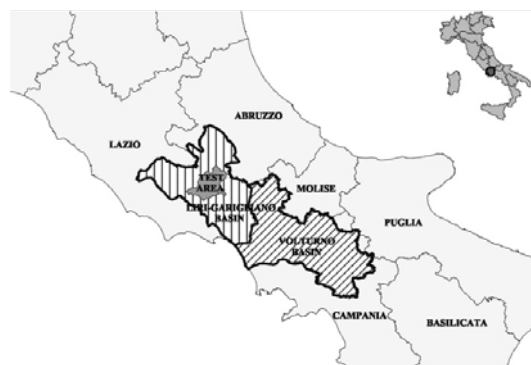 ABRUZZO
LAZIO
TEST
AREA
MOLISE
LIRI-GARIGLIANO
BASIN
PUGLIA
VOLTURNO
BASIN
CAMPANIA
BASILICATA